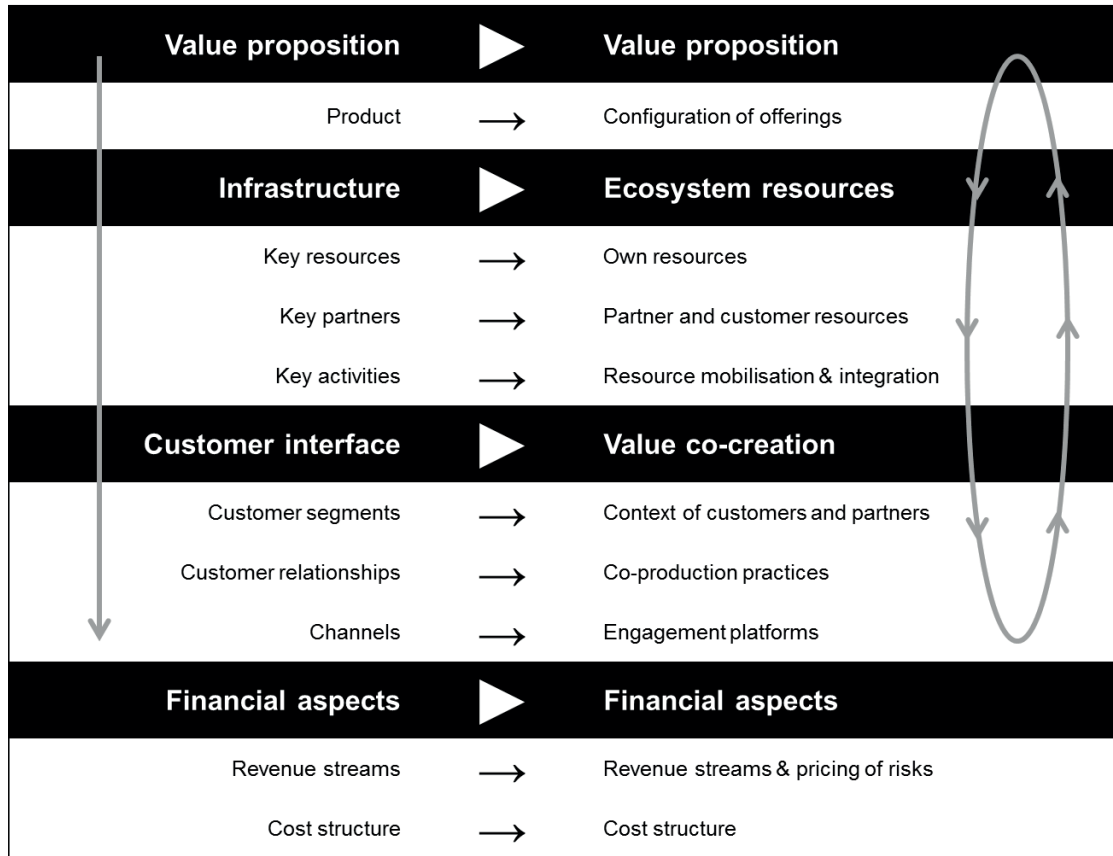 Value proposition Value proposition
Product → Configuration of offerings
Infrastructure Ecosystem resources
Key resources → Own resources
Key partners → Partner and customer resources
Key activities → Resource mobilisation & integration
Customer interface Value co-creation
Customer segments → Context of customers and partners
Customer relationships → Co-production practices
Channels → Engagement platforms
Financial aspects Financial aspects
Revenue streams → Revenue streams & pricing of risks
Cost structure → Cost structure